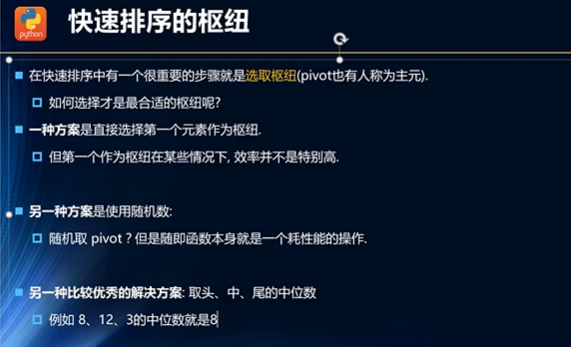 python
快速排序的枢纽
在快速排序中有一个很重要的步骤就是选取枢纽(pivot也有人称为主元).
如何选择才是最合适的枢纽呢?
一种方案是直接选择第一个元素作为枢纽.
但第一个作为枢纽在某些情况下, 效率并不是特别高.
另一种方案是使用随机数:
随机取 pivot ? 但是随即函数本身就是一个耗性能的操作.
另一种比较优秀的解决方案: 取头、中、尾的中位数
例如 8、12、3的中位数就是8